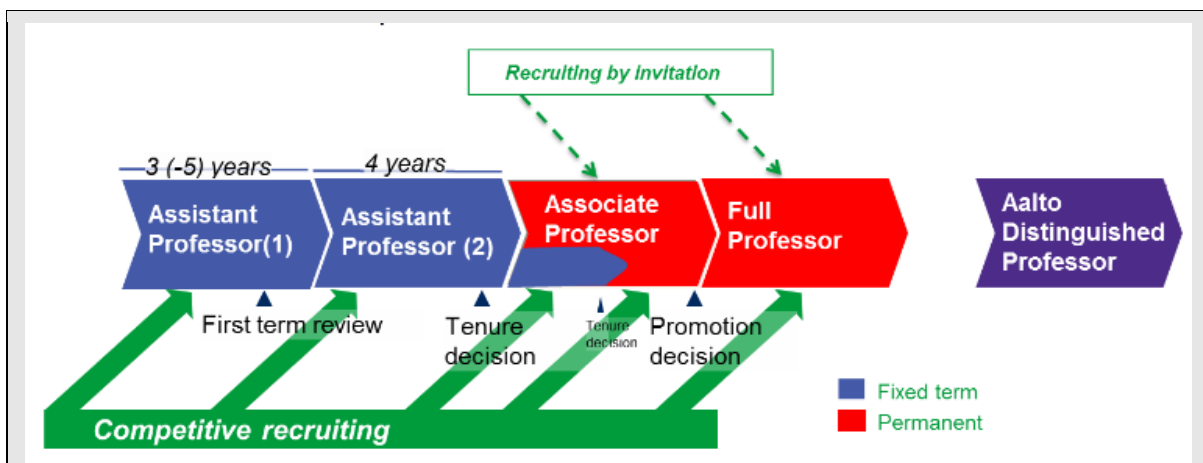 Recruiting by invitation
3 (-5) years
4 years
Assistant
Professor(1)
Assistant
Professor (2)
Associate
Professor
Full
Professor
Aalto
Distinguished
Professor
First term review
Tenure
decision
Tenure
decision
Promotion
decision
Fixed term
Permanent
Competitive recruiting